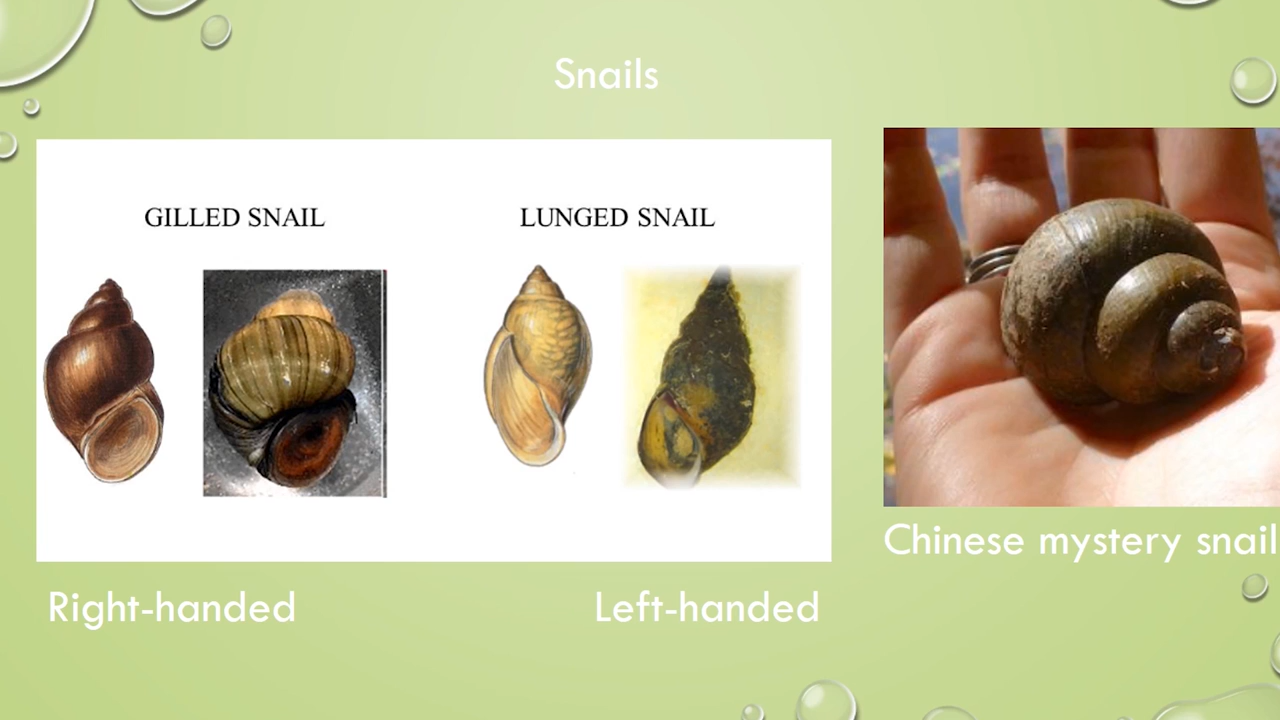 Snails
GILLED SNAIL
LUNGED SNAIL
Chinese mystery snail
Right-handed
Left-handed